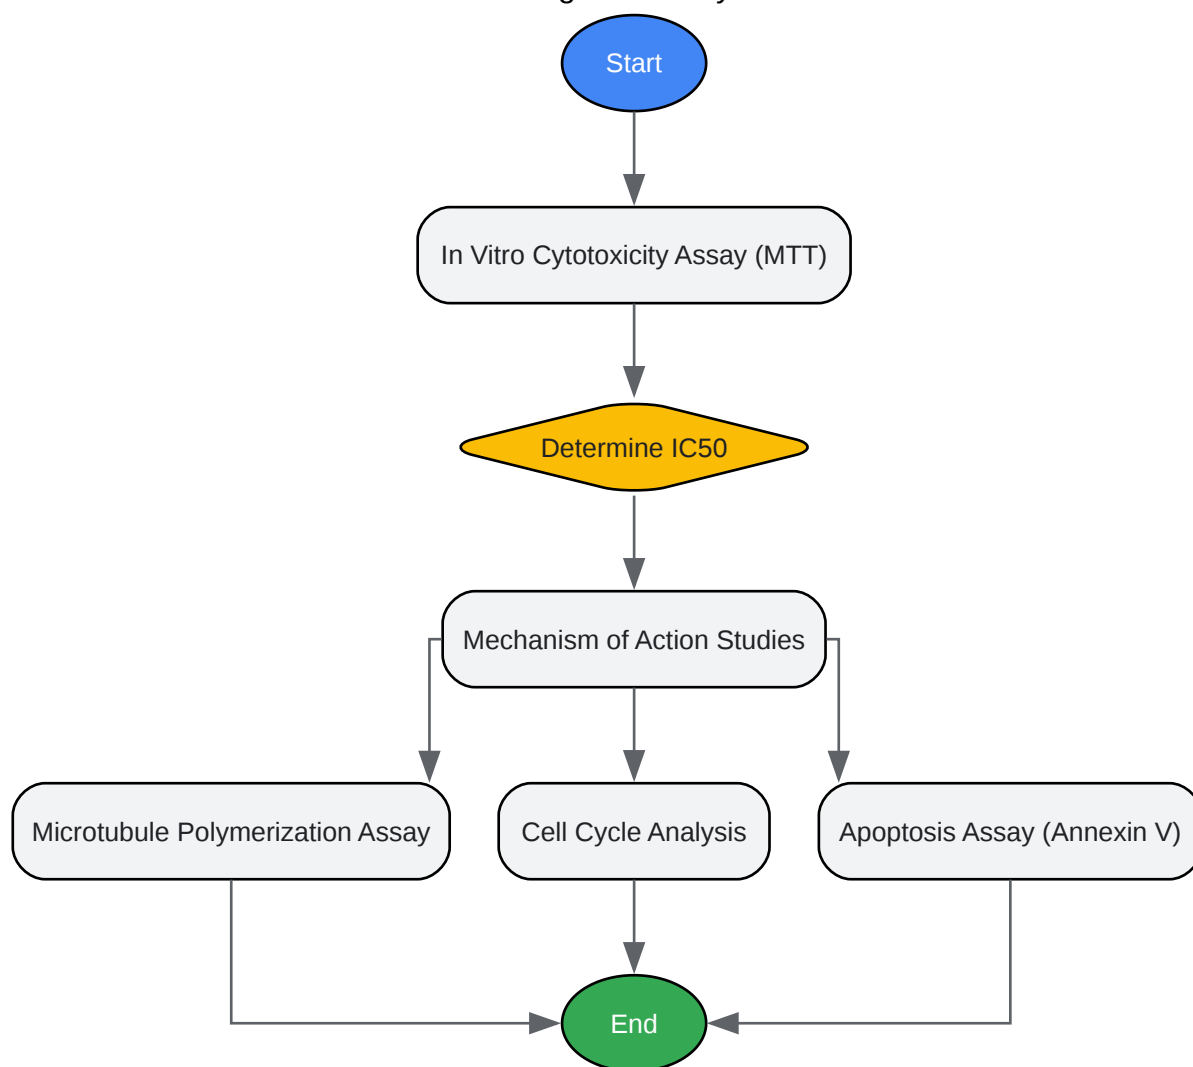 Start
In Vitro Cytotoxicity Assay (MTT)
Determine IC50
Mechanism of Action Studies
Microtubule Polymerization Assay
Cell Cycle Analysis
Apoptosis Assay (Annexin V)
End